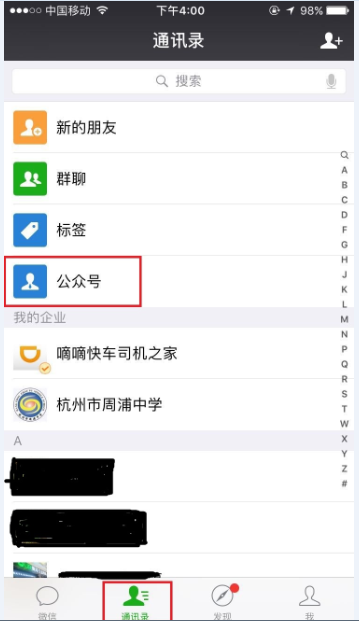 中国移动 下午4:00 98%
通讯录
搜索
新的朋友
群聊
标签
公众号
我的企业
嘀嘀快车司机之家
杭州市周浦中学
A
Q
A
B
C
D
F
G
H
J
K
L
M
N
P
Q
R
S
T
W
X
Y
Z
#
微信 通讯录 发现 我